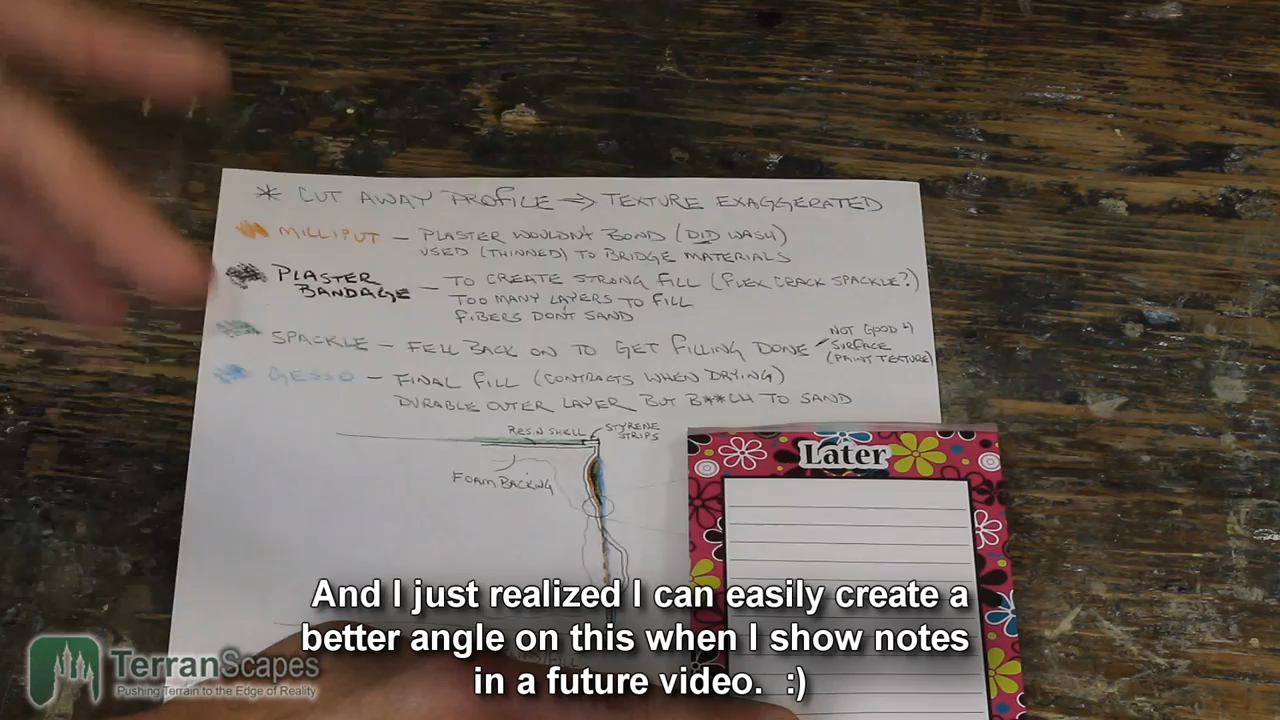 * CUT AWAY PROFILE → TEXTURE EXAGGERATED
MILLIPUT – PLASTER WOULDN'T BOND (DID WASH)
USED (THINNED) TO BRIDGE MATERIALS
PLASTER BANDAGE – TO CREATE STRONG FILL (FLEX CRACK SPACKLE?)
TOO MANY LAYERS TO FILL
FIBERS DON'T SAND
SPACKLE – FELL BACK ON TO GET FILLING DONE
NOT GOOD
SURFACE
(PAINT TEXTURE)
GESSO – FINAL FILL (CONTRACTS WHEN DRYING)
DURABLE OUTER LAYER BUT B**CH TO SAND
RESIN SHELL
STYRENE
STRIPS
FOAM BACKING
Later
And I just realized I can easily create a
better angle on this when I show notes
in a future video. :)
TerranScapes
Pushing Terrain to the Edge of Reality